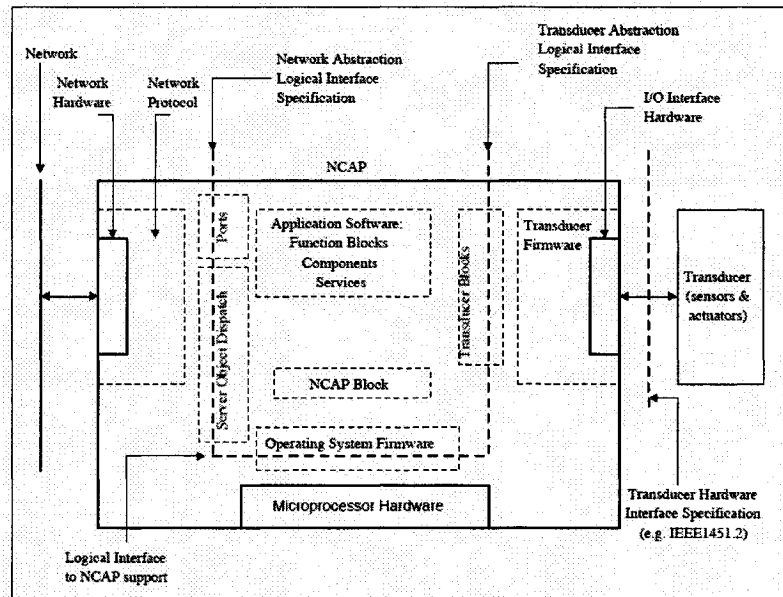 Network
Network
Hardware
Network
Protocol
Network Abstraction
Logical Interface
Specification
Transducer Abstraction
Logical Interface
Specification
I/O Interface
Hardware
NCAP
Ports
Application Software:
Function Blocks
Components
Services
Transducer Blocks
Transducer
Firmware
Transducer
(sensors &
actuators)
Server Object Dispatch
NCAP Block
Operating System Firmware
Microprocessor Hardware
Logical Interface
to NCAP support
Transducer Hardware
Interface Specification
(e.g. IEEE1451.2)